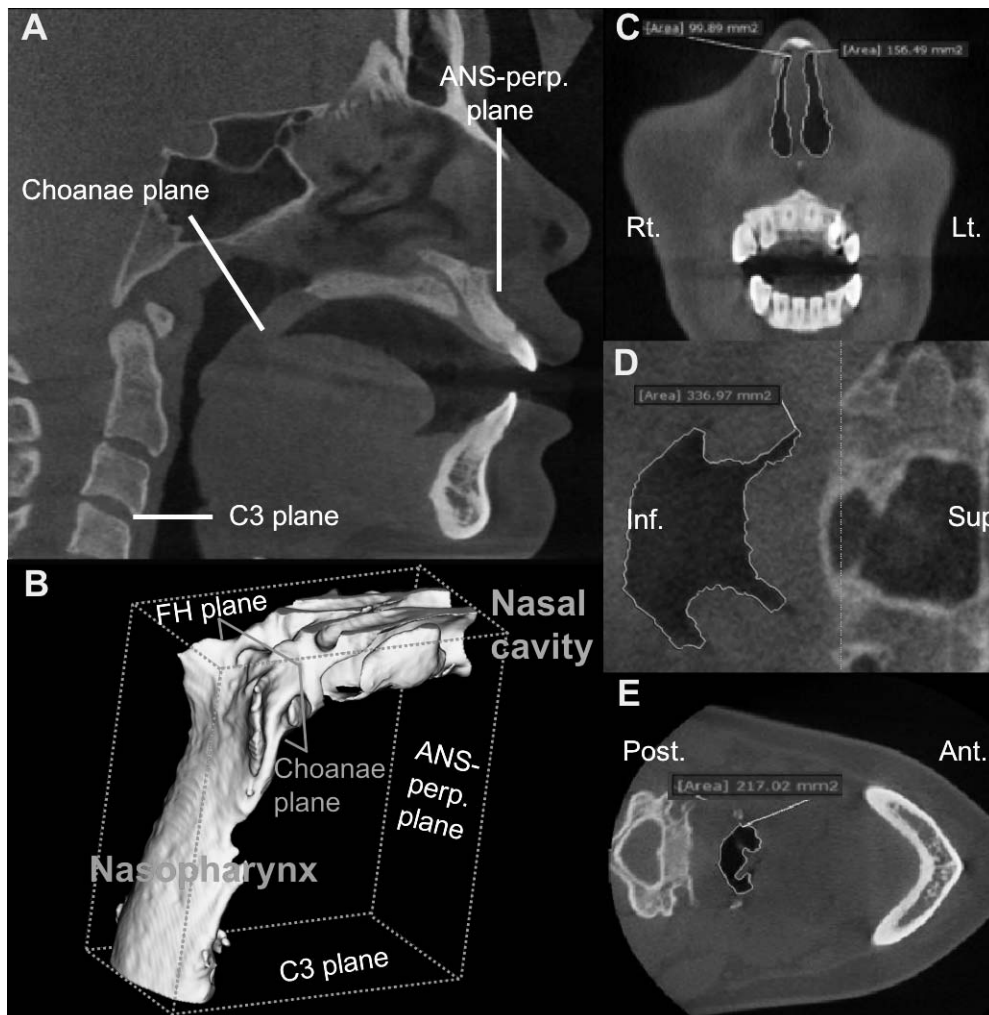 A
ANS-perp.
plane
Choanae plane
C3 plane
B
FH plane
Nasal
cavity
Choanae
plane
ANS-
perp.
plane
Nasopharynx
C3 plane
C
[Area] 99.89 mm2
[Area] 156.49 mm2
Rt.
Lt.
D
[Area] 336.97 mm2
Inf.
Sup
E
Post.
Ant.
[Area] 217.02 mm2